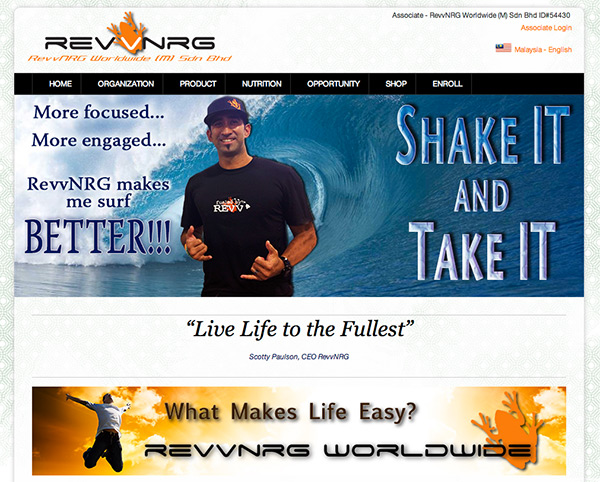 Associate - RevvNRG Worldwide (M) Sdn Bhd ID#54430
Associate Login
REVVNRG
RevvNRG Worldwide (M) Sdn Bhd
Malaysia - English
HOME ORGANIZATION PRODUCT NUTRITION OPPORTUNITY SHOP ENROLL
More focused...
More engaged...
RevvNRG makes
me surf
BETTER!!!
fueled by
REVV
SHAKE IT
AND
TAKE IT
“Live Life to the Fullest”
Scotty Paulson, CEO RevvNRG
What Makes Life Easy?
REVVNRG WORLDWIDE